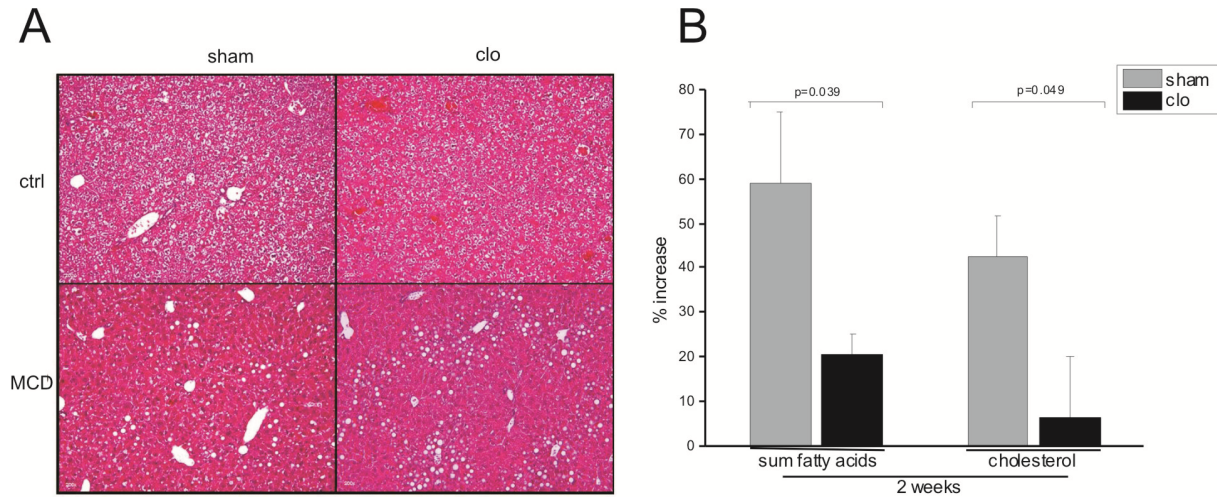 A
sham
clo
ctrl
MCD
B
sham
clo
p=0.039
p=0.049
80
70
60
50
40
30
20
10
0
% increase
sum fatty acids
cholesterol
2 weeks